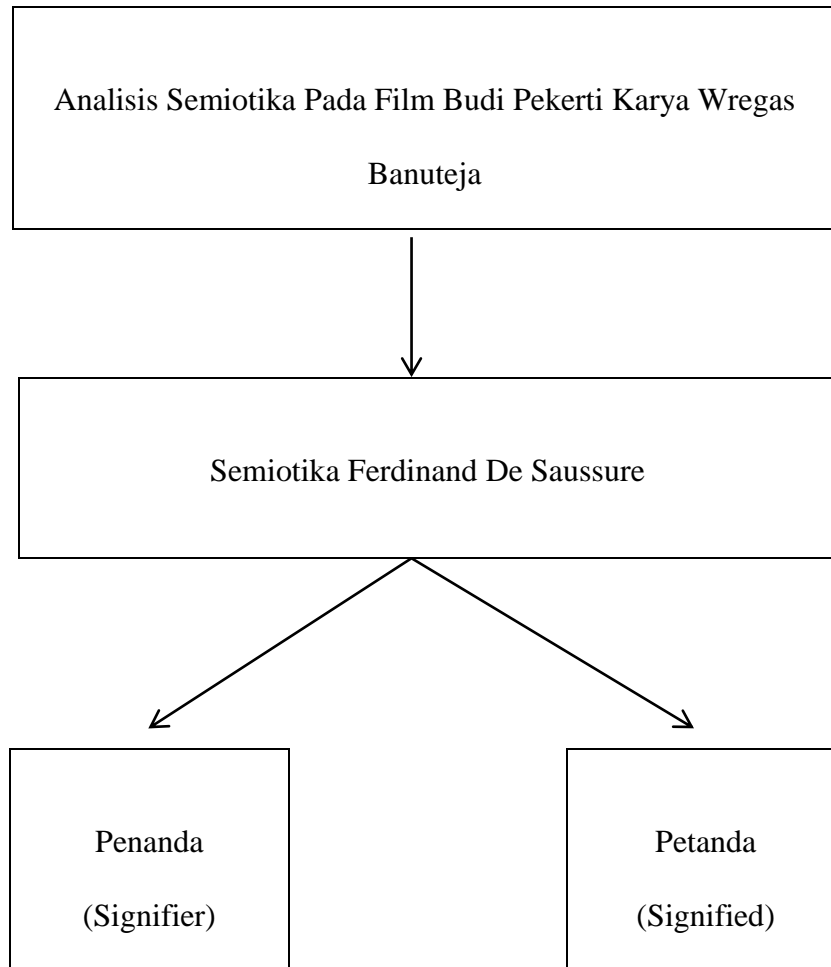 Analisis Semiotika Pada Film Budi Pekerti Karya Wregas
Banuteja
Semiotika Ferdinand De Saussure
Penanda
(Signifier)
Petanda
(Signified)